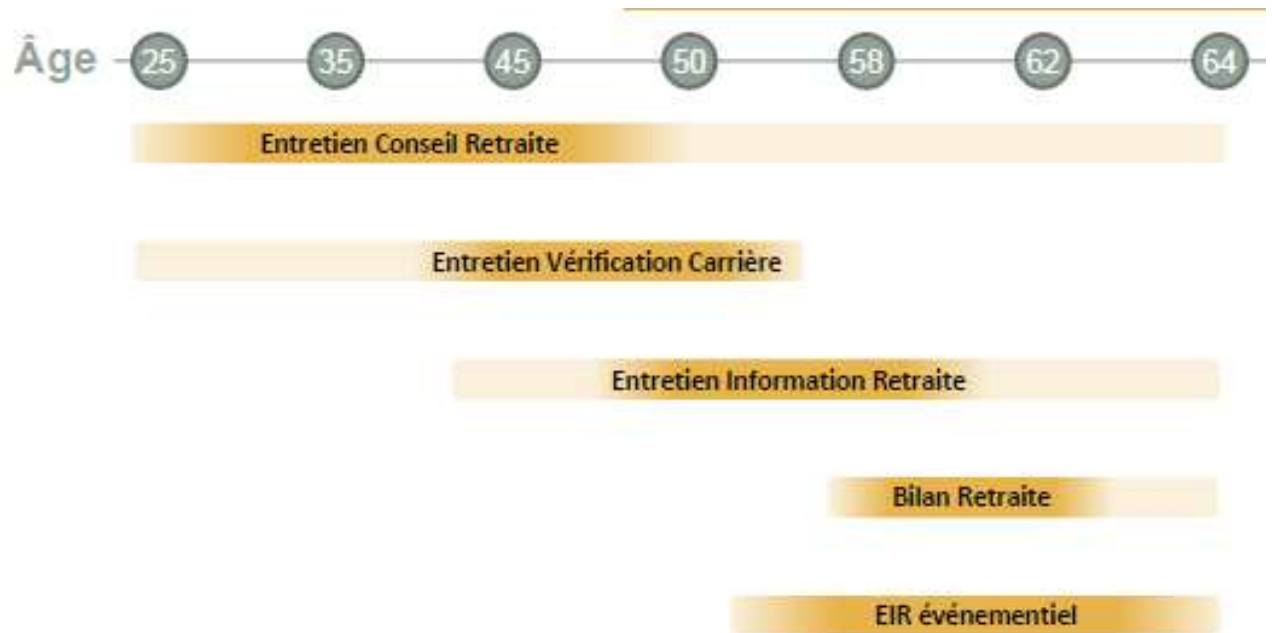 Âge 25 35 45 50 58 62 64
Entretien Conseil Retraite
Entretien Vérification Carrière
Entretien Information Retraite
Bilan Retraite
EIR événementiel